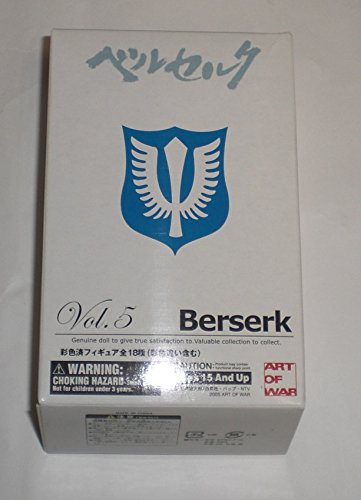 ベルセルク
Vol.5 Berserk
Genuine doll to give true satisfaction to.Valuable collection to collect.
彩色済フィギュア全18種(彩色違い含む)
WARNING:
CHOKING HAZARD-
Not for children under 3 years.
CAUTION
15 And Up
ART
OF
WAR
2005 ART OF WAR